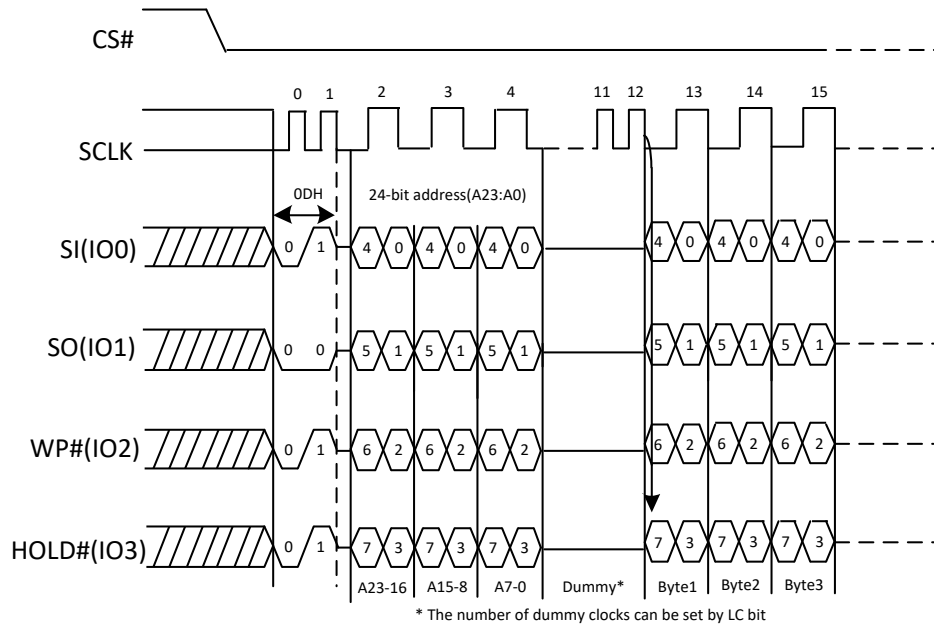 CS#
0 1 2 3 4 11 12 13 14 15
SCLK
0DH 24-bit address(A23:A0)
SI(IO0) 0 1 4 0 4 0 4 0 4 0 4 0 4 0
SO(IO1) 0 0 5 1 5 1 5 1 5 1 5 1 5 1
WP#(IO2) 0 1 6 2 6 2 6 2 6 2 6 2 6 2
HOLD#(IO3) 0 1 7 3 7 3 7 3 7 3 7 3 7 3
A23-16 A15-8 A7-0 Dummy* Byte1 Byte2 Byte3
* The number of dummy clocks can be set by LC bit